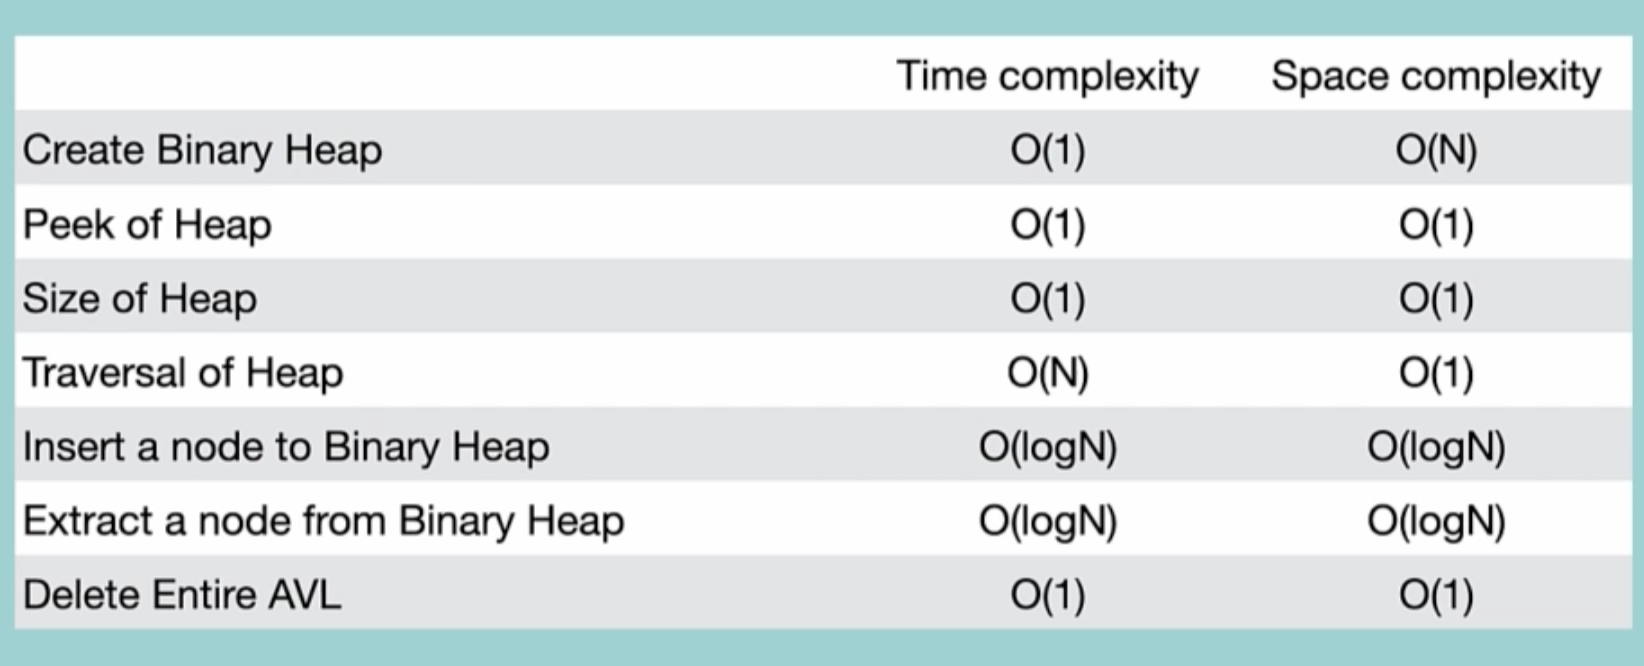 Time complexity Space complexity
Create Binary Heap O(1) O(N)
Peek of Heap O(1) O(1)
Size of Heap O(1) O(1)
Traversal of Heap O(N) O(1)
Insert a node to Binary Heap O(logN) O(logN)
Extract a node from Binary Heap O(logN) O(logN)
Delete Entire AVL O(1) O(1)